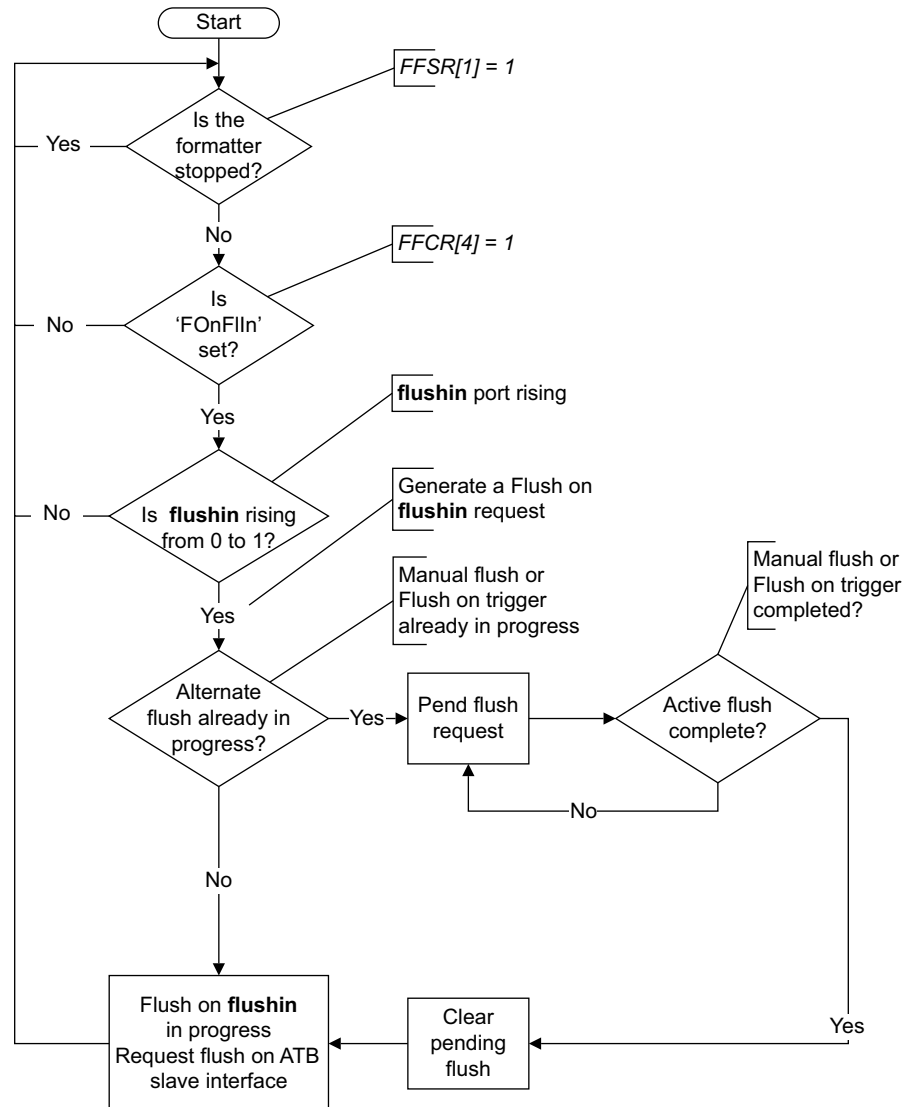 Start
FFSR[1] = 1
Is the
formatter
stopped?
Yes
No
FFCR[4] = 1
Is
‘FOnFlIn’
set?
No
Yes
flushin port rising
Is flushin rising
from 0 to 1?
No
Generate a Flush on
flushin request
Yes
Manual flush or
Flush on trigger
already in progress
Manual flush or
Flush on trigger
completed?
Alternate
flush already in
progress?
Yes
Pend flush
request
Active flush
complete?
No
No
Yes
Flush on flushin
in progress
Request flush on ATB
slave interface
Clear
pending
flush